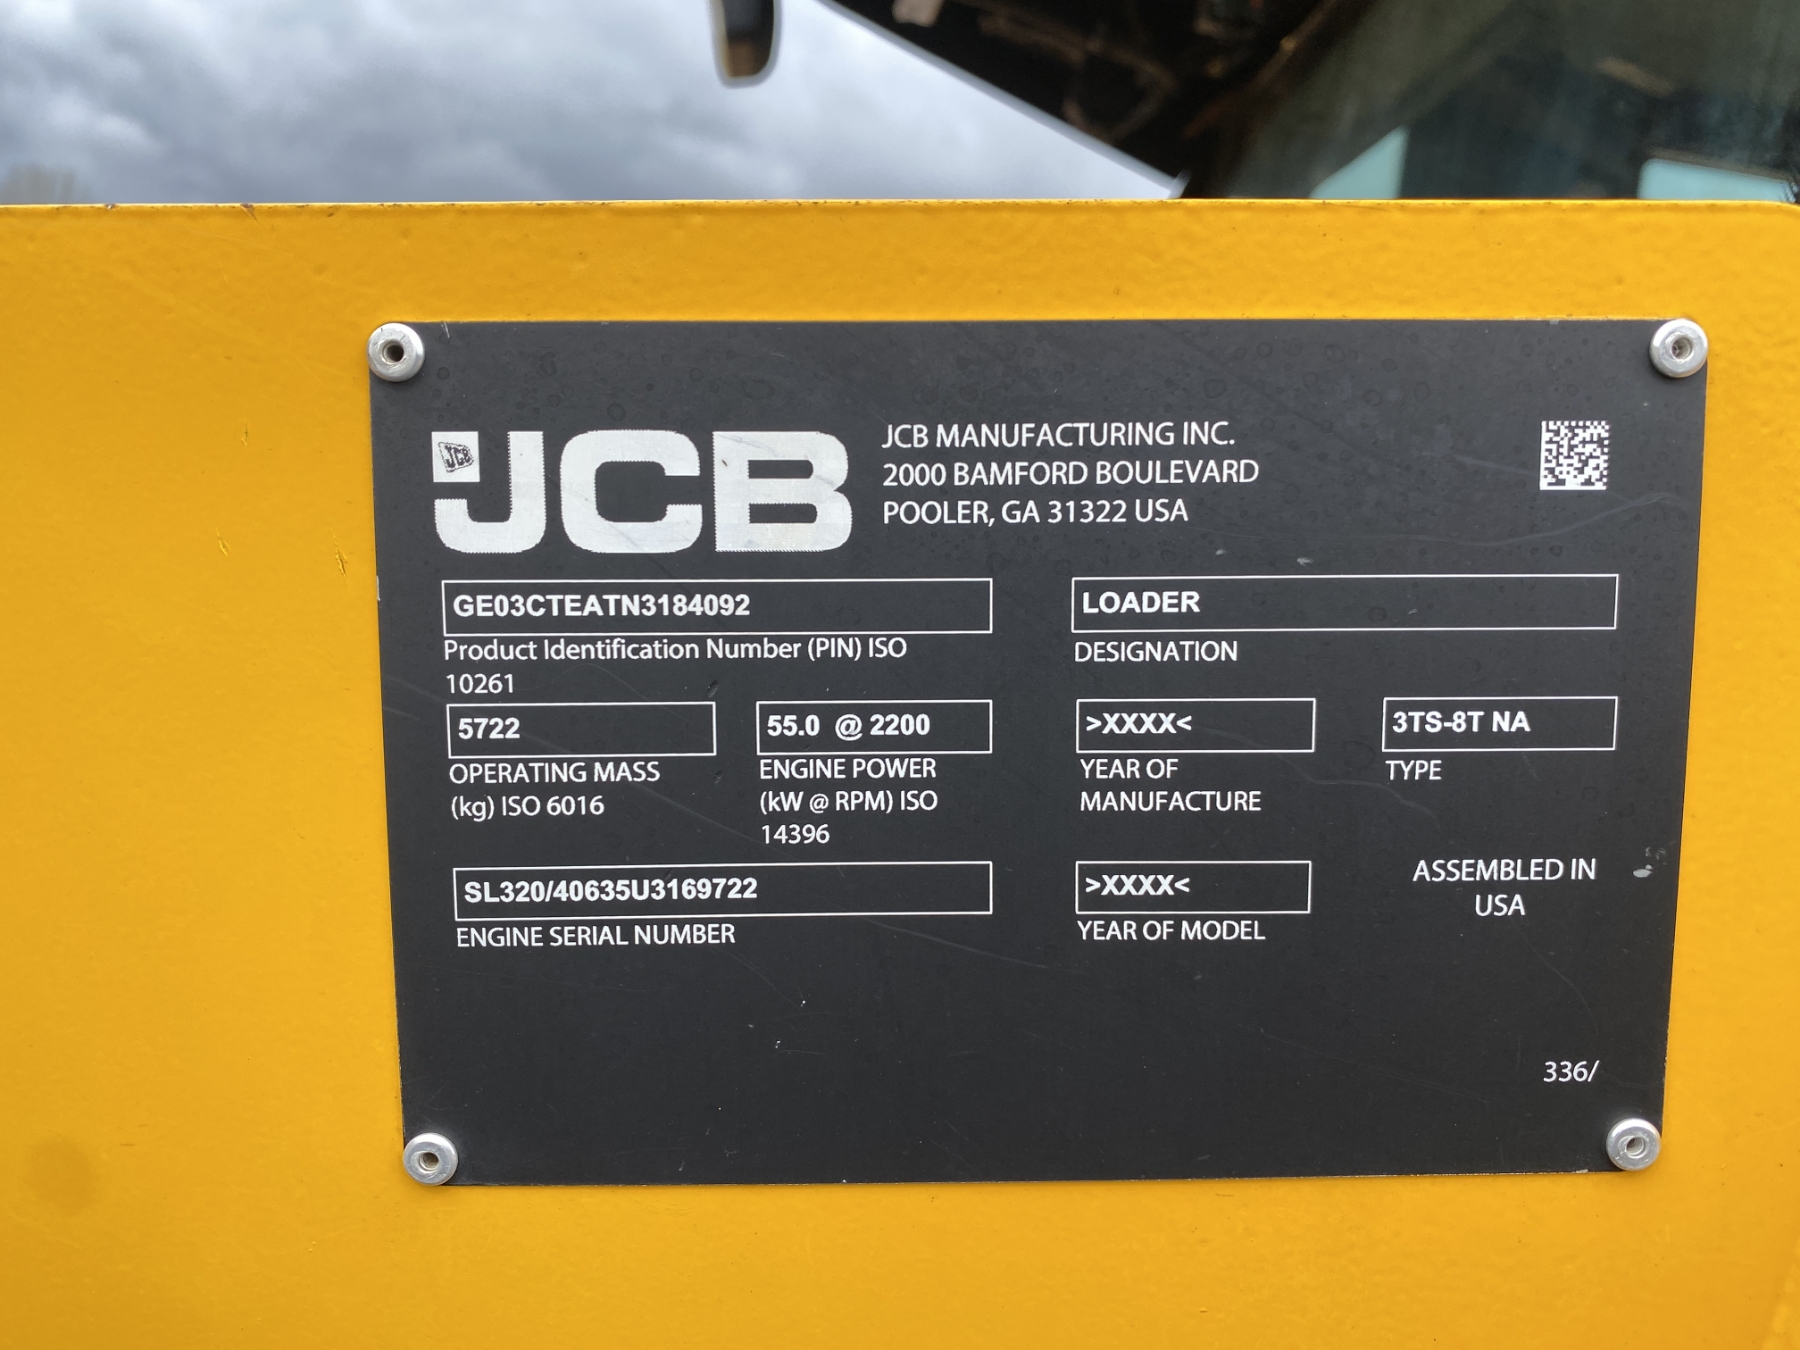 JCB
JCB
JCB MANUFACTURING INC.
2000 BAMFORD BOULEVARD
POOLER, GA 31322 USA
GE03CTEATN3184092
Product Identification Number (PIN) ISO
10261
LOADER
DESIGNATION
5722
OPERATING MASS
(kg) ISO 6016
55.0 @ 2200
ENGINE POWER
(kW @ RPM) ISO
14396
>XXXX<
YEAR OF
MANUFACTURE
3TS-8T NA
TYPE
SL320/40635U3169722
ENGINE SERIAL NUMBER
>XXXX<
YEAR OF MODEL
ASSEMBLED IN
USA
336/